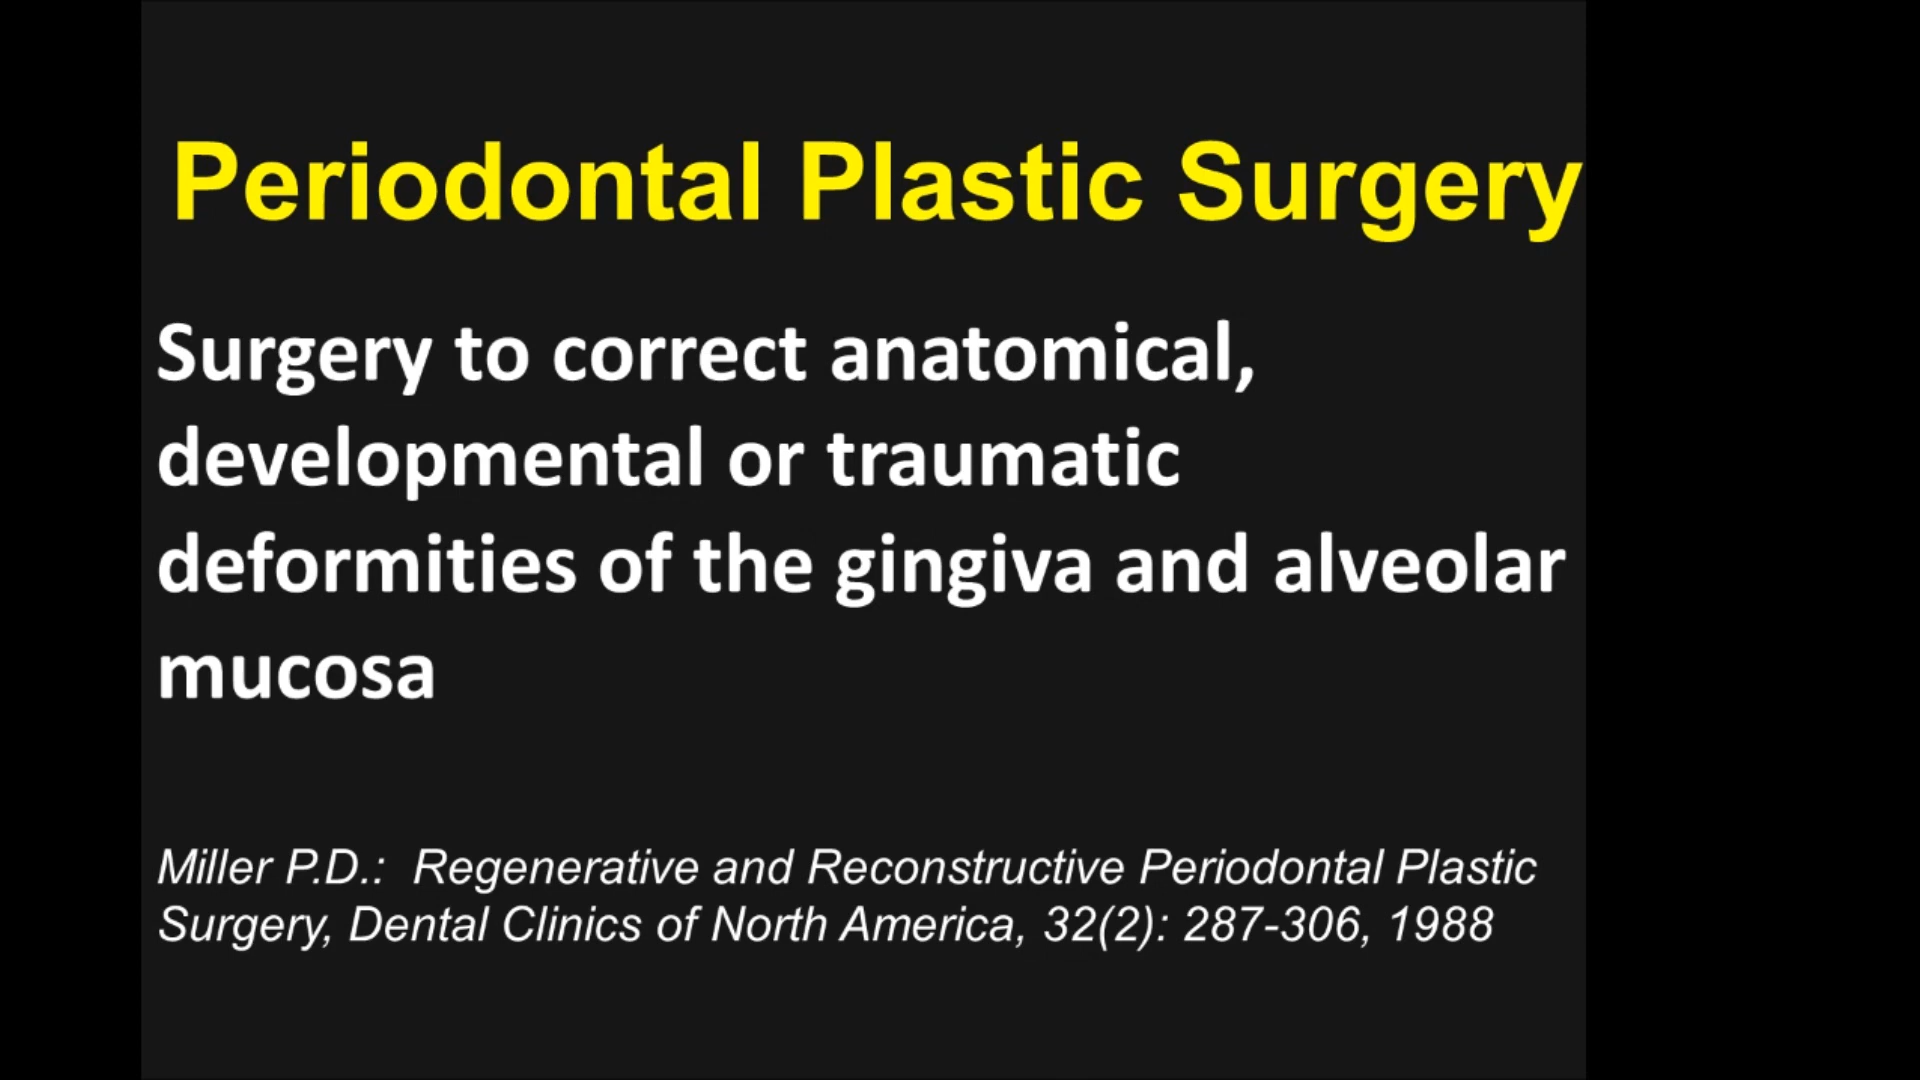 Periodontal Plastic Surgery
Surgery to correct anatomical,
developmental or traumatic
deformities of the gingiva and alveolar
mucosa
Miller P.D.:  Regenerative and Reconstructive Periodontal Plastic
Surgery, Dental Clinics of North America, 32(2): 287-306, 1988